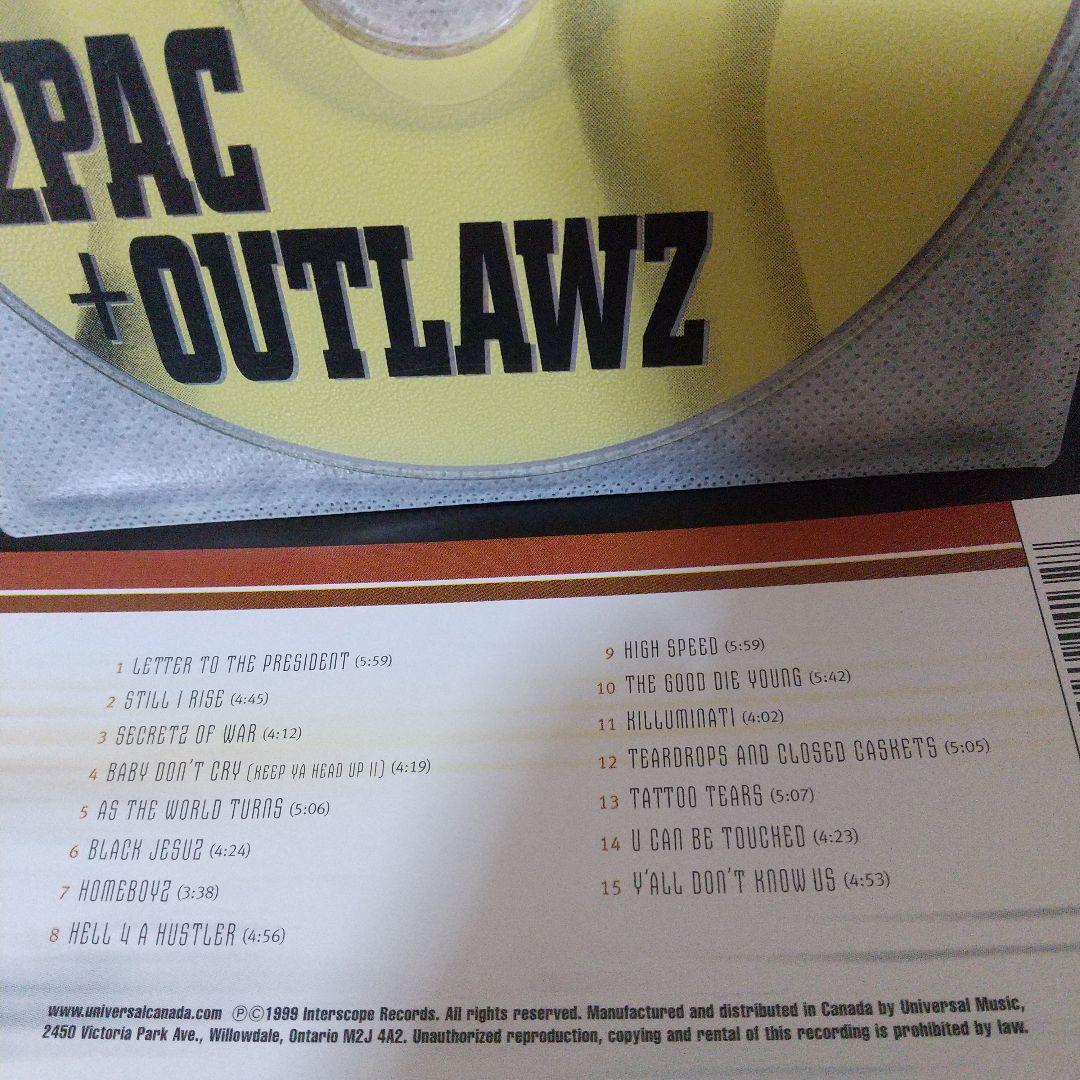 2PAC
+OUTLAWZ
1 LETTER TO THE PRESIDENT (5:59)
2 STILL I RISE (4:45)
3 SECRETZ OF WAR (4:12)
4 BABY DON'T CRY (KEEP YA HEAD UP II) (4:19)
5 AS THE WORLD TURNS (5:06)
6 BLACK JESUZ (4:24)
7 HOMEBOYZ (3:38)
8 HELL 4 A HUSTLER (4:56)
9 HIGH SPEED (5:59)
10 THE GOOD DIE YOUNG (5:42)
11 KILLUMINATI (4:02)
12 TEARDROPS AND CLOSED CASKETS (5:05)
13 TATTOO TEARS (5:07)
14 U CAN BE TOUCHED (4:23)
15 Y'ALL DON'T KNOW US (4:53)
www.universalcanada.com ℗©1999 Interscope Records. All rights reserved. Manufactured and distributed in Canada by Universal Music,
2450 Victoria Park Ave., Willowdale, Ontario M2J 4A2. Unauthorized reproduction, copying and rental of this recording is prohibited by law.